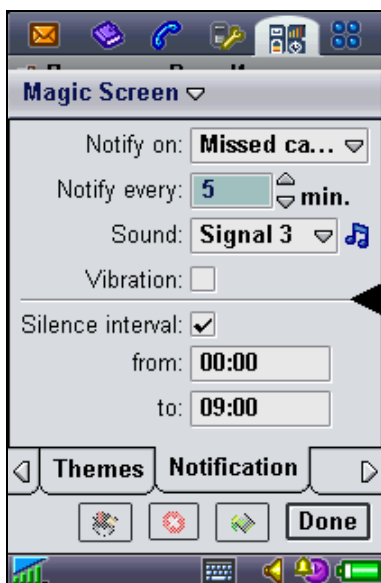 Magic Screen
Notify on: Missed ca...
Notify every: 5 min.
Sound: Signal 3
Vibration:
Silence interval:
from: 00:00
to: 09:00
Themes Notification
Done